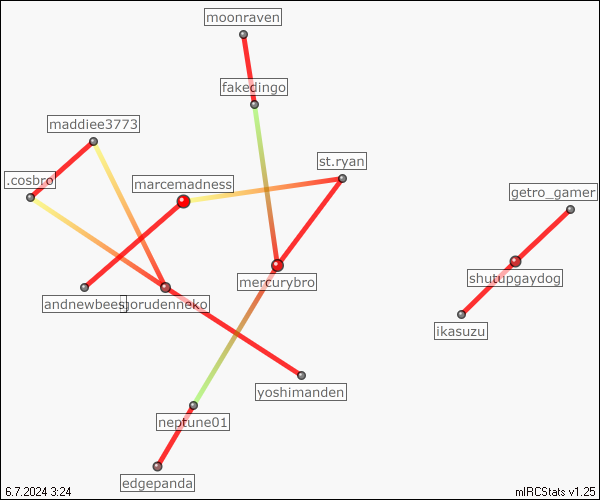 moonraven
fakedingo
maddiee3773
st.ryan
.cosbro
marcemadness
getro_gamer
shutupgaydog
mercurybro
andnewbees
gorudenneko
ikasuzu
yoshimanden
neptune01
edgepanda
6.7.2024 3:24
mIRCStats v1.25